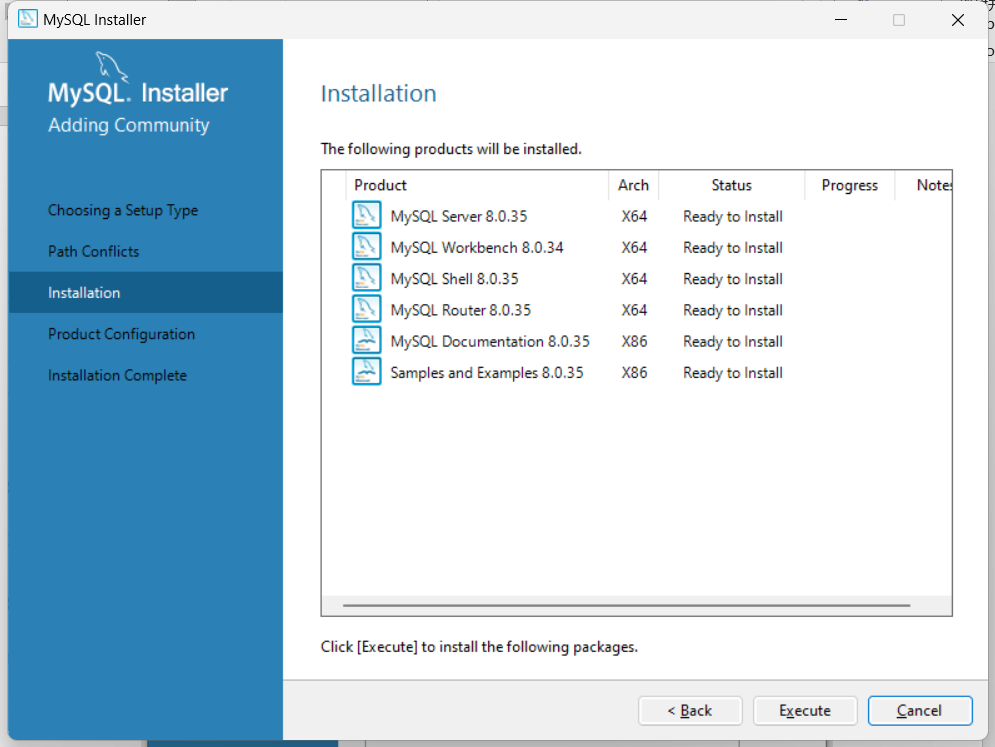 MySQL Installer
MySQL. Installer
Adding Community
Choosing a Setup Type
Path Conflicts
Installation
Product Configuration
Installation Complete
Installation
The following products will be installed.
Product Arch Status Progress Notes
MySQL Server 8.0.35 X64 Ready to Install
MySQL Workbench 8.0.34 X64 Ready to Install
MySQL Shell 8.0.35 X64 Ready to Install
MySQL Router 8.0.35 X64 Ready to Install
MySQL Documentation 8.0.35 X86 Ready to Install
Samples and Examples 8.0.35 X86 Ready to Install
Click [Execute] to install the following packages.
< Back Execute Cancel